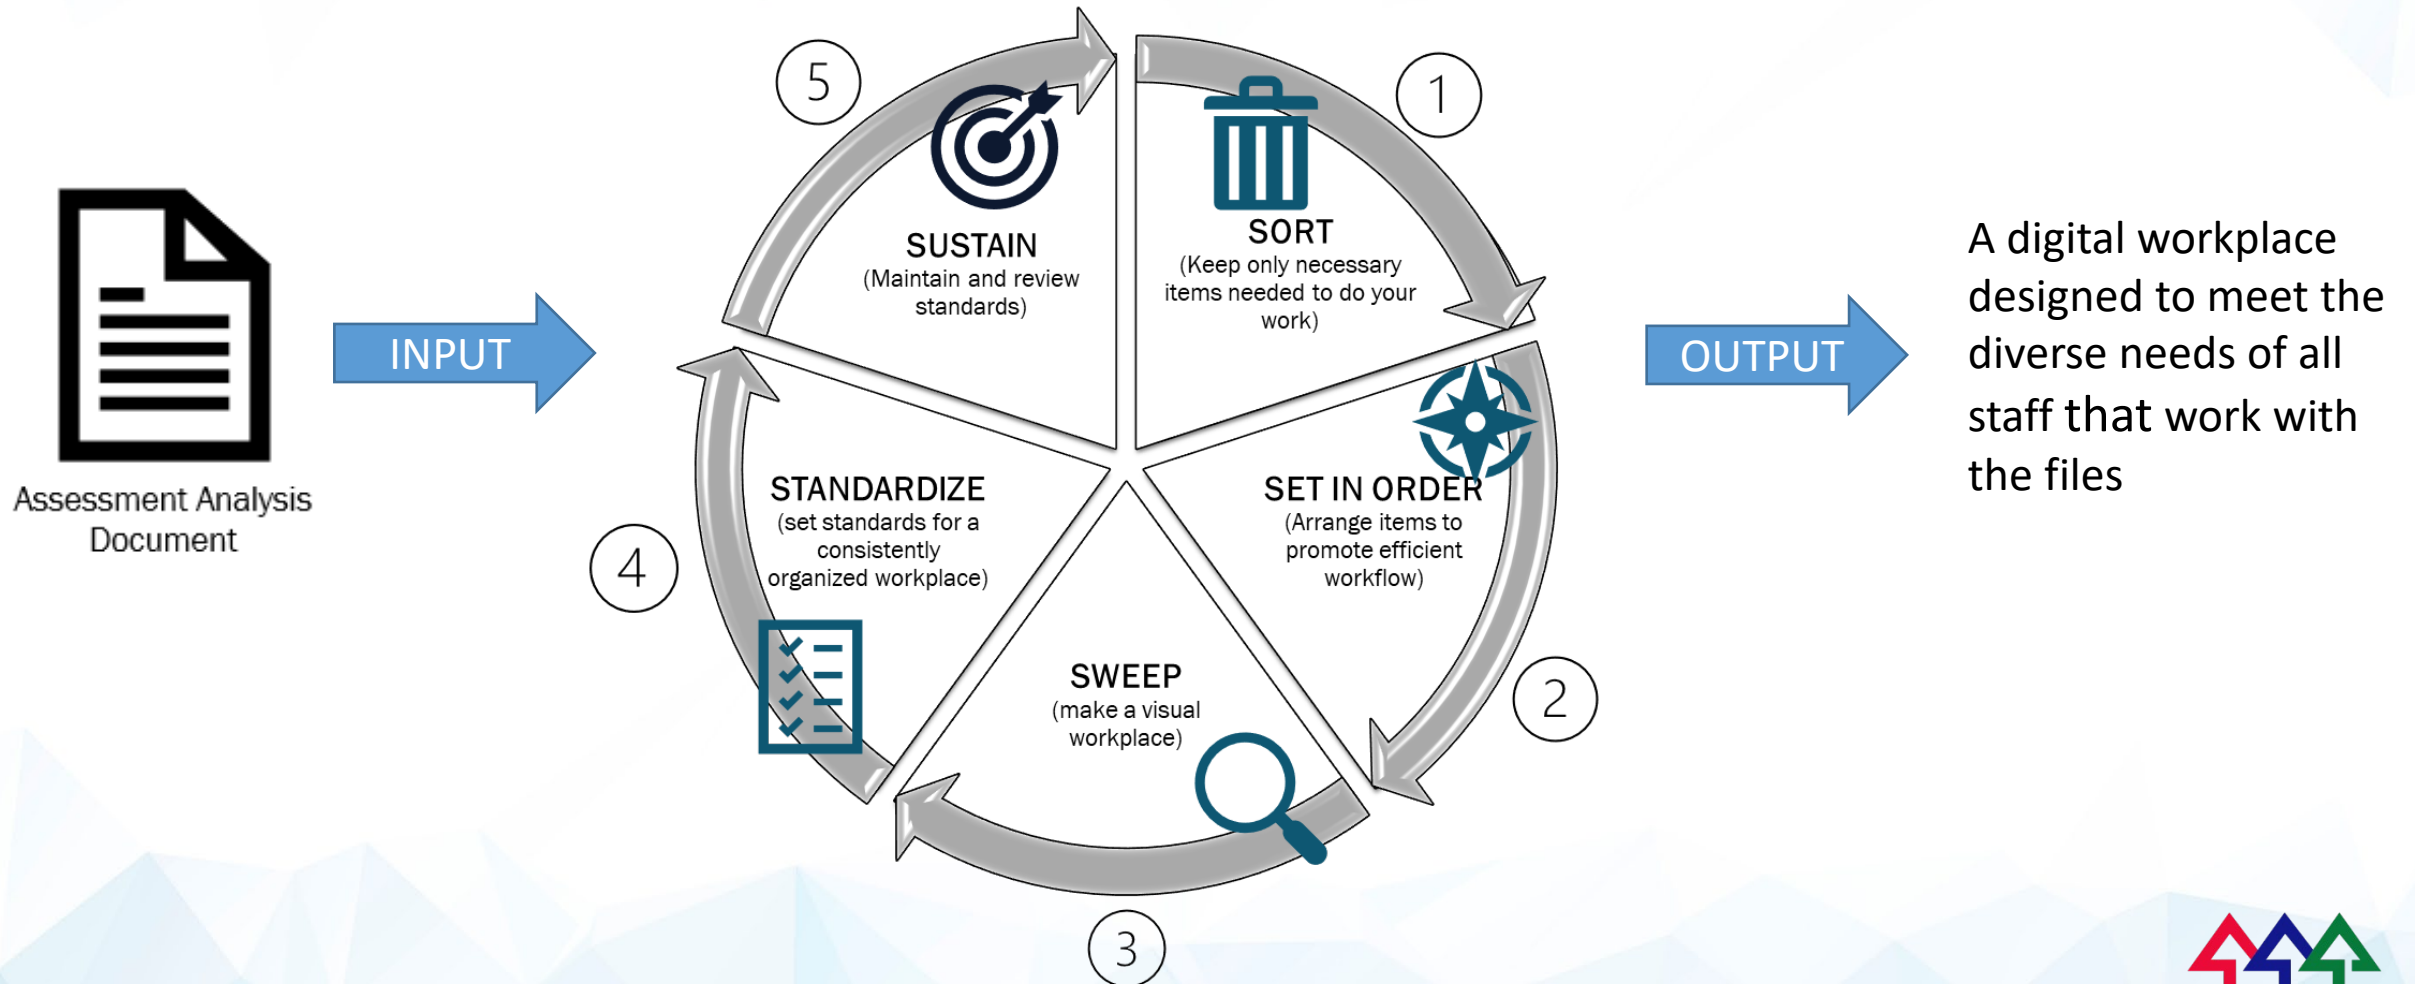 Assessment Analysis
Document
INPUT
1
SORT
(Keep only necessary
items needed to do your
work)
2
SET IN ORDER
(Arrange items to
promote efficient
workflow)
3
SWEEP
(make a visual
workplace)
4
STANDARDIZE
(set standards for a
consistently
organized workplace)
5
SUSTAIN
(Maintain and review
standards)
OUTPUT
A digital workplace
designed to meet the
diverse needs of all
staff that work with
the files